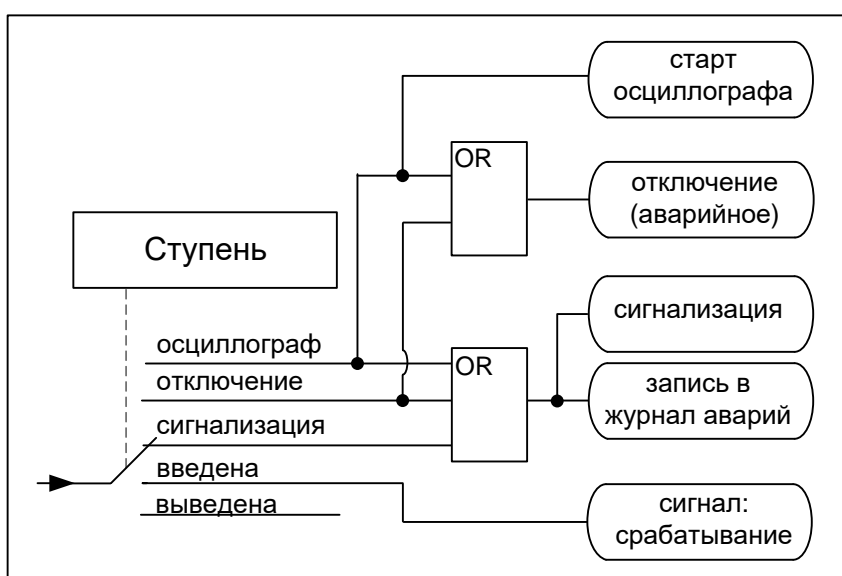 старт
осциллографа
OR
отключение
(аварийное)
Ступень
сигнализация
осциллограф
OR
отключение
запись в
журнал аварий
сигнализация
введена
выведена
сигнал:
срабатывание